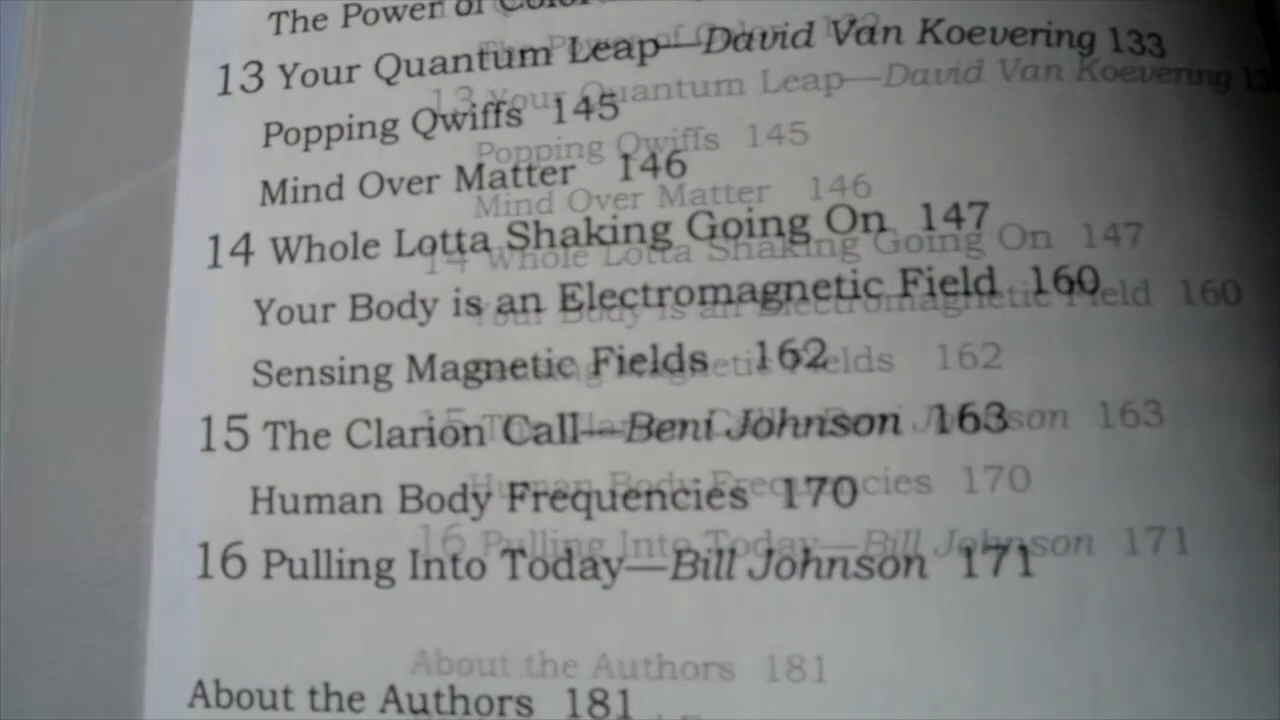 The Power of Color
13 Your Quantum Leap—David Van Koevering 133
Popping Qwiffs 145
Mind Over Matter 146
14 Whole Lotta Shaking Going On 147
Your Body is an Electromagnetic Field 160
Sensing Magnetic Fields 162
15 The Clarion Call—Beni Johnson 163
Human Body Frequencies 170
16 Pulling Into Today—Bill Johnson 171
About the Authors 181